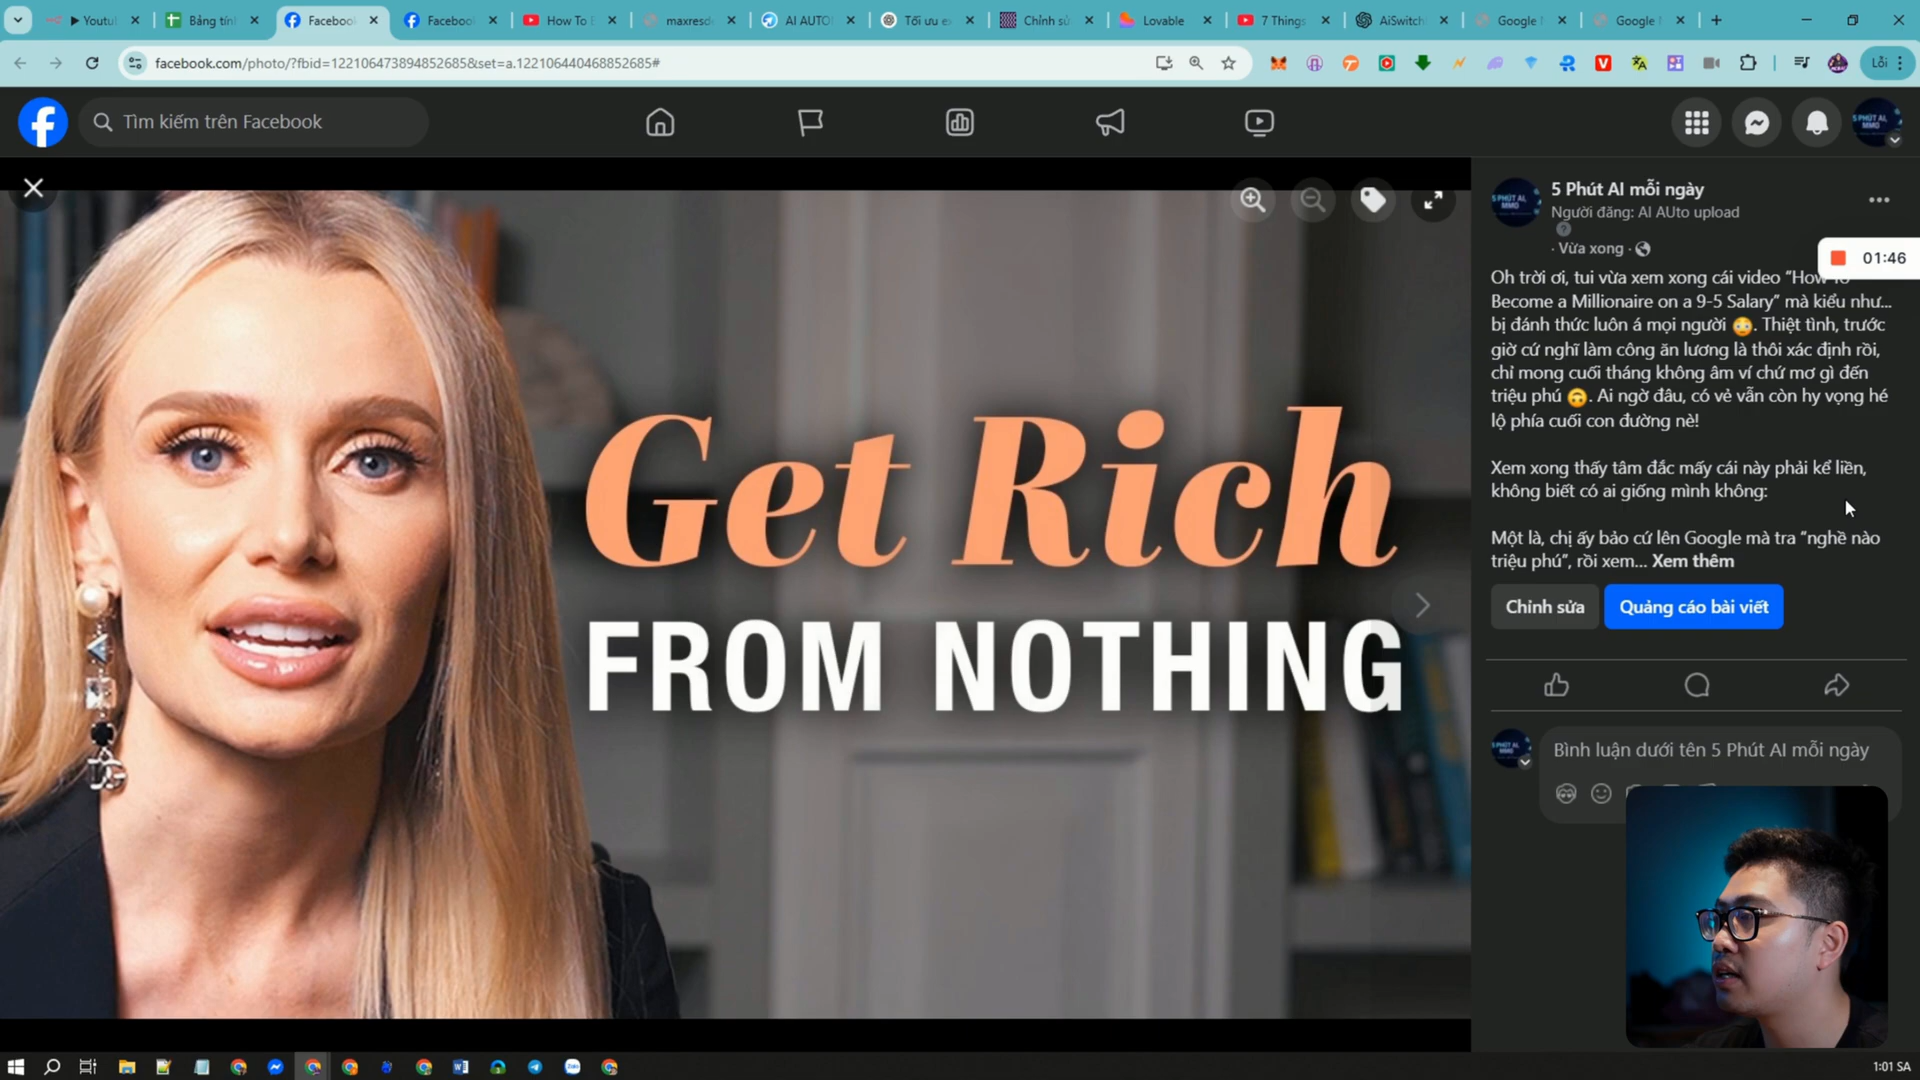 Youtul
Bảng tính
Facebook
Facebook
How To B
maxresde
AI AUTO
Tối ưu ex
Chỉnh sử
Lovable
7 Things
AiSwitch
Google
Google
facebook.com/photo/?fbid=122106473894852685&set=a.122106440468852685#
Lỗi
Tìm kiếm trên Facebook
5 Phút AI mỗi ngày
Người đăng: AI AUto upload
· Vừa xong ·
01:46
Oh trời ơi, tui vừa xem xong cái video “How To
Become a Millionaire on a 9-5 Salary” mà kiểu như...
bị đánh thức luôn á mọi người 😳. Thiệt tình, trước
giờ cứ nghĩ làm công ăn lương là thôi xác định rồi,
chỉ mong cuối tháng không âm ví chứ mơ gì đến
triệu phú 🙃. Ai ngờ đâu, có vẻ vẫn còn hy vọng hé
lộ phía cuối con đường nè!
Xem xong thấy tâm đắc mấy cái này phải kể liền,
không biết có ai giống mình không:
Một là, chị ấy bảo cứ lên Google mà tra “nghề nào
triệu phú”, rồi xem... Xem thêm
Chỉnh sửa
Quảng cáo bài viết
Bình luận dưới tên 5 Phút AI mỗi ngày
Get Rich
FROM NOTHING
1:01 SA